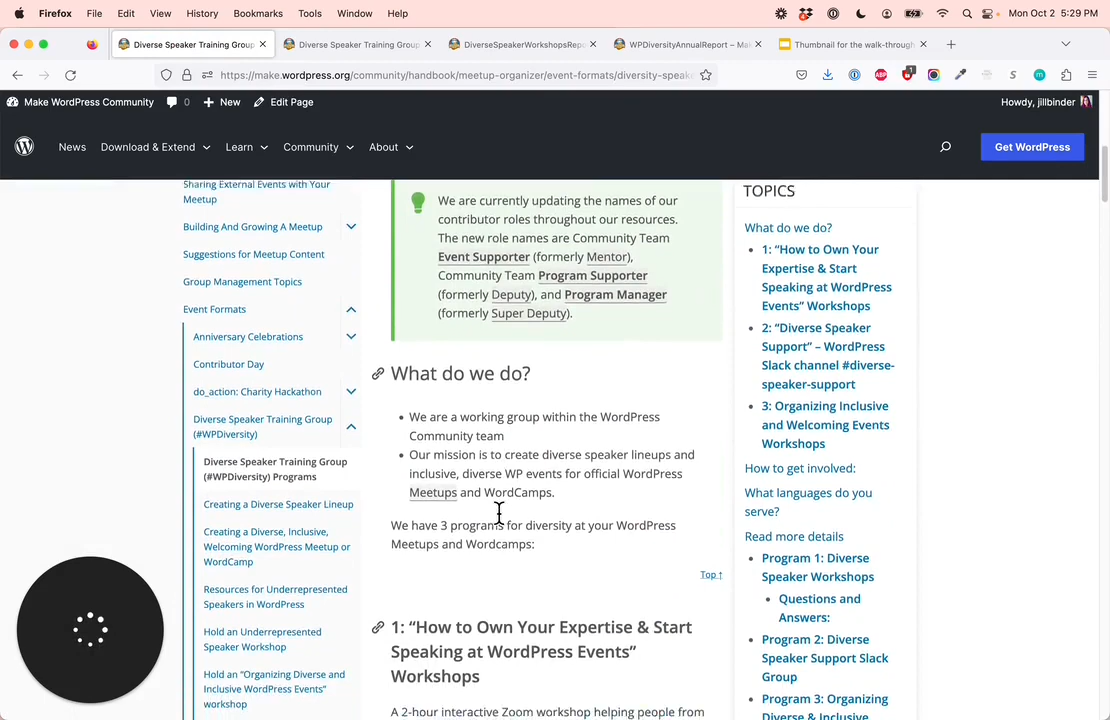 Firefox File Edit View History Bookmarks Tools Window Help Mon Oct 2 5:29 PM
Diverse Speaker Training Group Diverse Speaker Training Group DiverseSpeakerWorkshopsRepo WPDiversityAnnualReport – Mak Thumbnail for the walk-through
https://make.wordpress.org/community/handbook/meetup-organizer/event-formats/diversity-speake
ABP 1 S m
Make WordPress Community 0 New Edit Page Howdy, jillbinder
News Download & Extend Learn Community About Get WordPress
Sharing External Events with Your
Meetup
Building And Growing A Meetup
Suggestions for Meetup Content
Group Management Topics
Event Formats
Anniversary Celebrations
Contributor Day
do_action: Charity Hackathon
Diverse Speaker Training Group
(#WPDiversity)
Diverse Speaker Training Group
(#WPDiversity) Programs
Creating a Diverse Speaker Lineup
Creating a Diverse, Inclusive,
Welcoming WordPress Meetup or
WordCamp
Resources for Underrepresented
Speakers in WordPress
Hold an Underrepresented
Speaker Workshop
Hold an “Organizing Diverse and
Inclusive WordPress Events”
workshop
We are currently updating the names of our
contributor roles throughout our resources.
The new role names are Community Team
Event Supporter (formerly Mentor),
Community Team Program Supporter
(formerly Deputy), and Program Manager
(formerly Super Deputy).
What do we do?
We are a working group within the WordPress
Community team
Our mission is to create diverse speaker lineups and
inclusive, diverse WP events for official WordPress
Meetups and WordCamps.
We have 3 programs for diversity at your WordPress
Meetups and Wordcamps:
Top ↑
1: “How to Own Your Expertise & Start
Speaking at WordPress Events”
Workshops
A 2-hour interactive Zoom workshop helping people from
TOPICS
What do we do?
1: “How to Own Your
Expertise & Start
Speaking at WordPress
Events” Workshops
2: “Diverse Speaker
Support” – WordPress
Slack channel #diverse-
speaker-support
3: Organizing Inclusive
and Welcoming Events
Workshops
How to get involved:
What languages do you
serve?
Read more details
Program 1: Diverse
Speaker Workshops
Questions and
Answers:
Program 2: Diverse
Speaker Support Slack
Group
Program 3: Organizing
Diverse & Inclusive